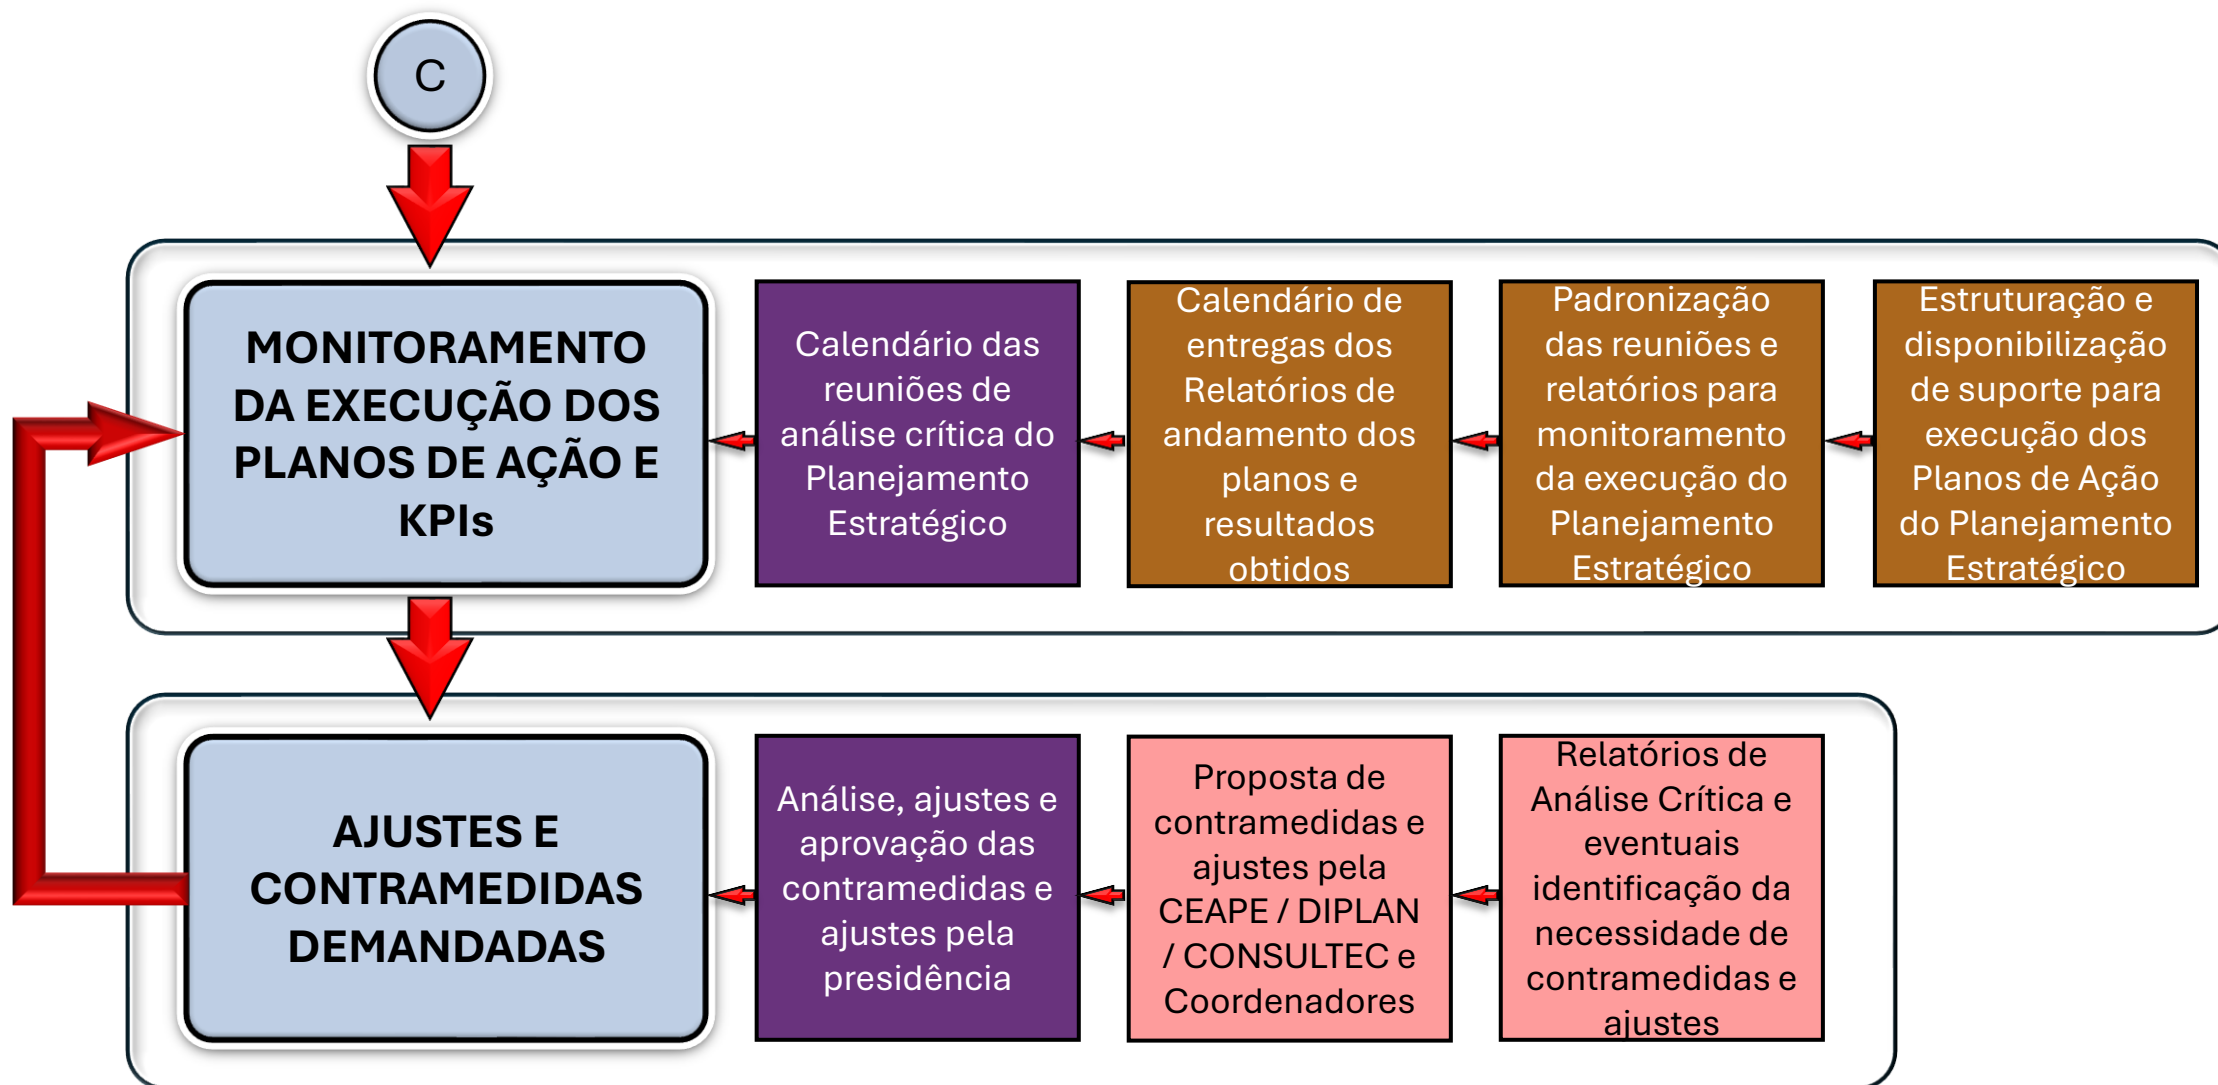 C
MONITORAMENTO
DA EXECUÇÃO DOS
PLANOS DE AÇÃO E
KPIs
Calendário das
reuniões de
análise crítica do
Planejamento
Estratégico
Calendário de
entregas dos
Relatórios de
andamento dos
planos e
resultados
obtidos
Padronização
das reuniões e
relatórios para
monitoramento
da execução do
Planejamento
Estratégico
Estruturação e
disponibilização
de suporte para
execução dos
Planos de Ação
do Planejamento
Estratégico
AJUSTES E
CONTRAMEDIDAS
DEMANDADAS
Análise, ajustes e
aprovação das
contramedidas e
ajustes pela
presidência
Proposta de
contramedidas e
ajustes pela
CEAPE / DIPLAN
/ CONSULTEC e
Coordenadores
Relatórios de
Análise Crítica e
eventuais
identificação da
necessidade de
contramedidas e
ajustes